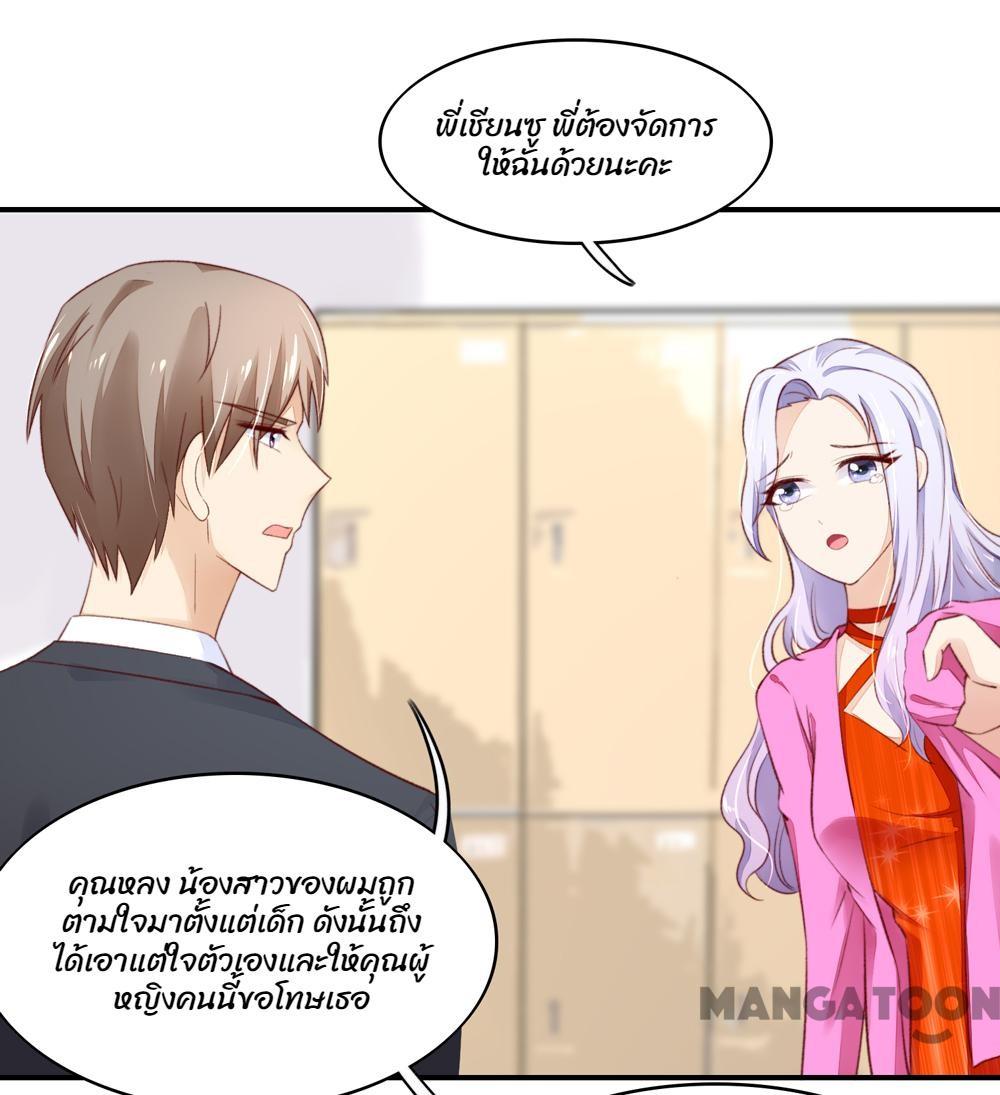 พี่เชียนซู พี่ต้องจัดการ
ให้ฉันด้วยนะคะ
คุณหลง น้องสาวของผมถูก
ตามใจมาตั้งแต่เด็ก ดังนั้นถึง
ได้เอาแต่ใจตัวเองและให้คุณผู้
หญิงคนนี้ขอโทษเธอ
MANGATOON